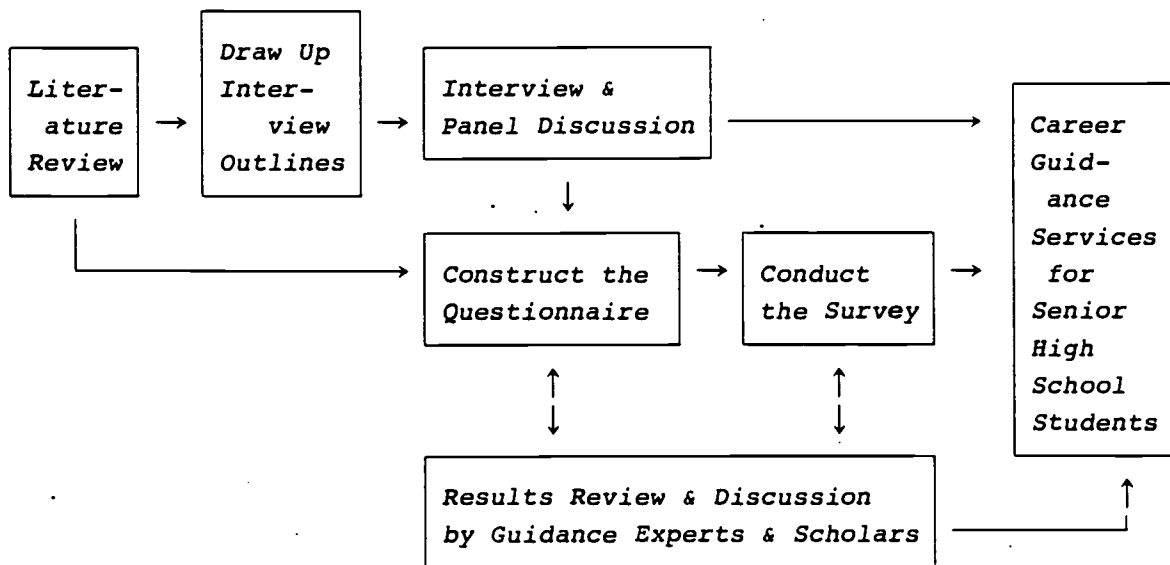 Liter-
ature
Review
Draw Up
Inter-
view
Outlines
Interview &
Panel Discussion
Construct the
Questionnaire
Conduct
the Survey
Results Review & Discussion
by Guidance Experts & Scholars
Career
Guid-
ance
Services
for
Senior
High
School
Students